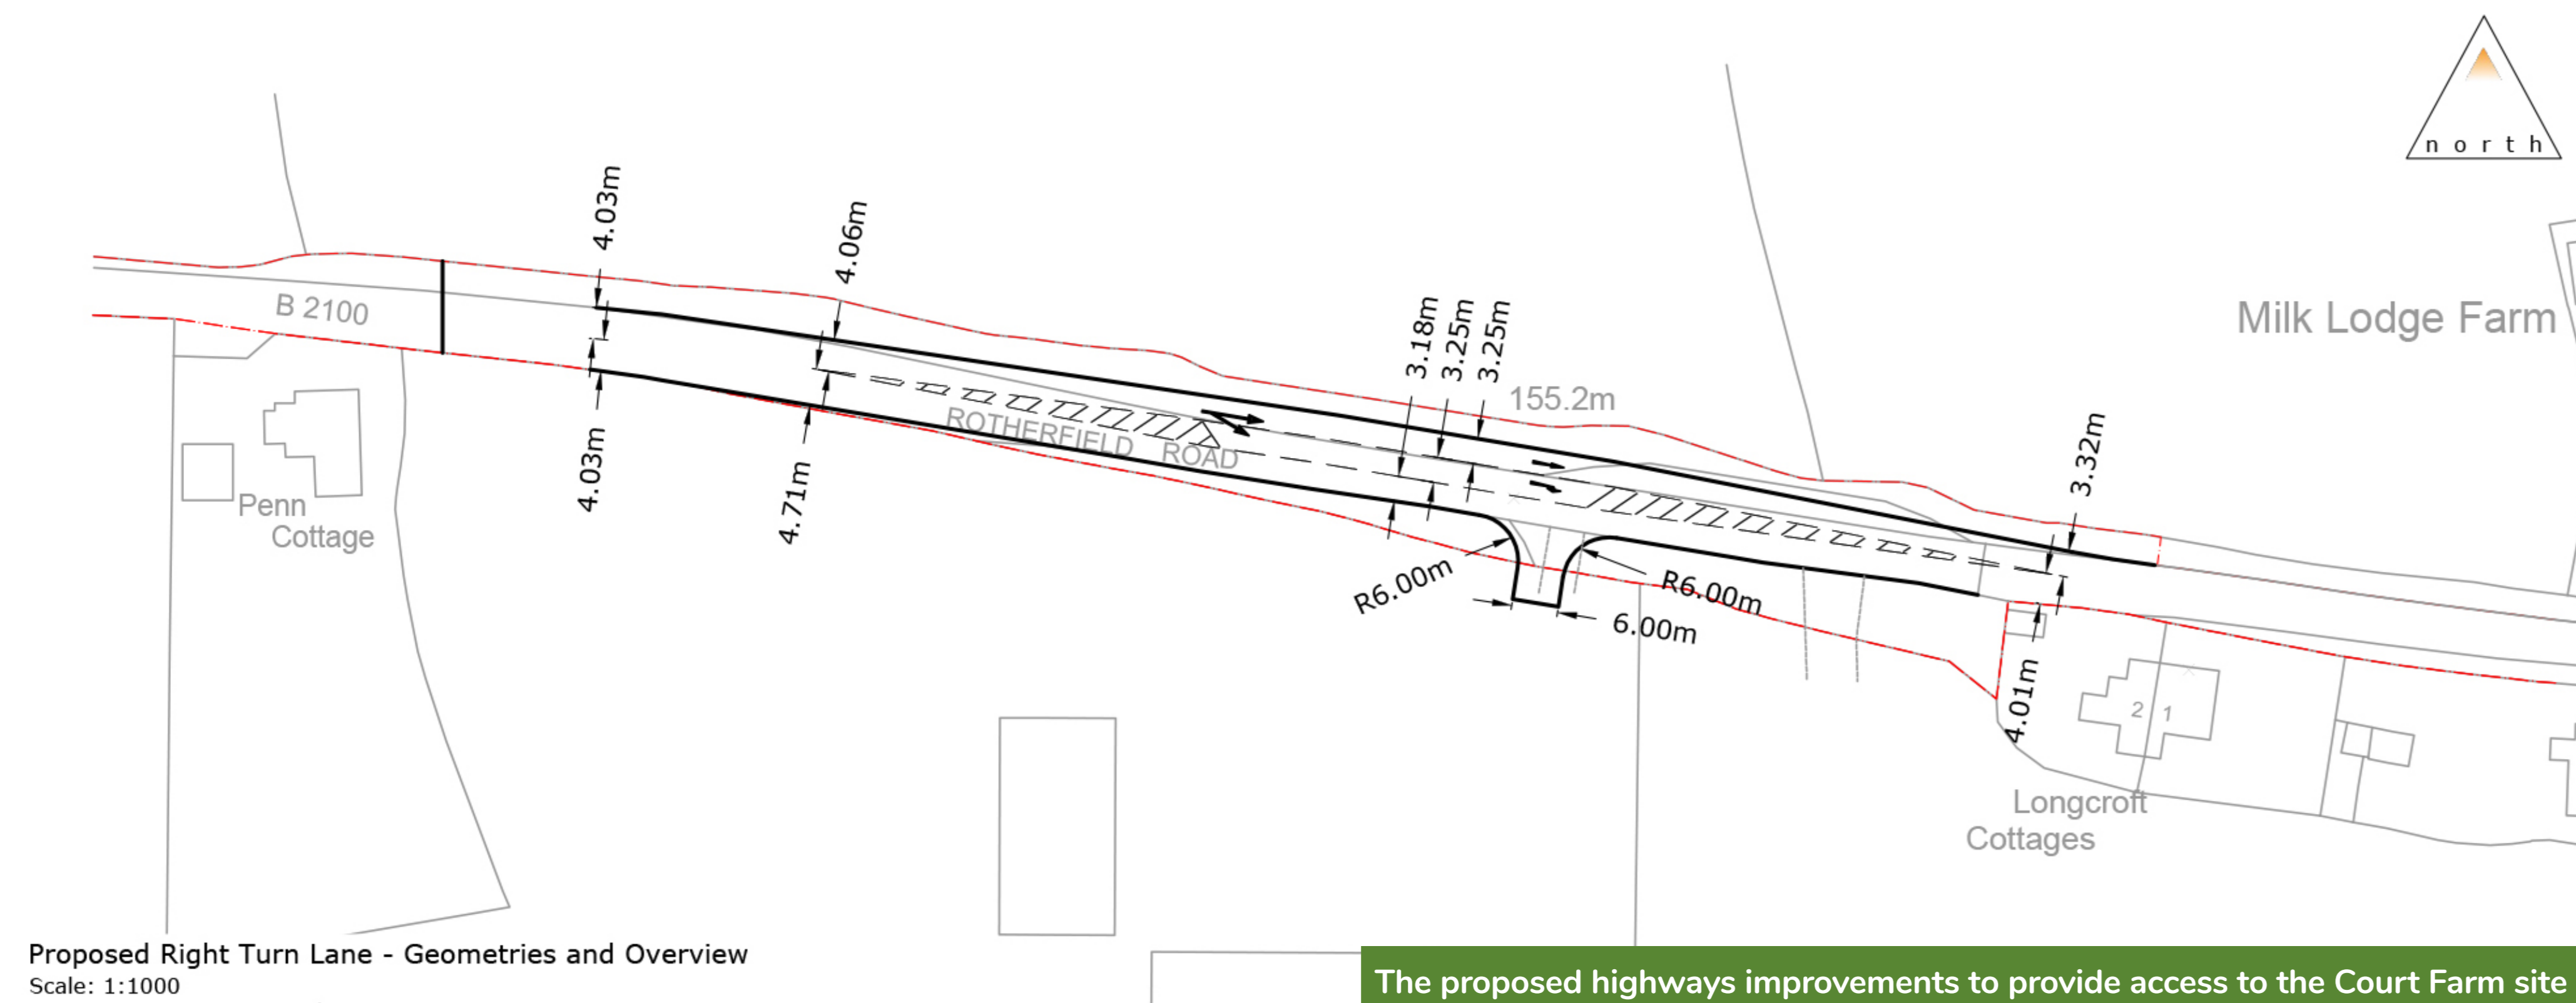 north
4.03m
4.06m
B 2100
3.18m
3.25m
3.25m
Milk Lodge Farm
155.2m
ROTHERFIELD ROAD
3.32m
4.03m
4.71m
Penn
Cottage
R6.00m
R6.00m
6.00m
4.01m
2
1
Longcroft
Cottages
Proposed Right Turn Lane - Geometries and Overview
Scale: 1:1000
The proposed highways improvements to provide access to the Court Farm site